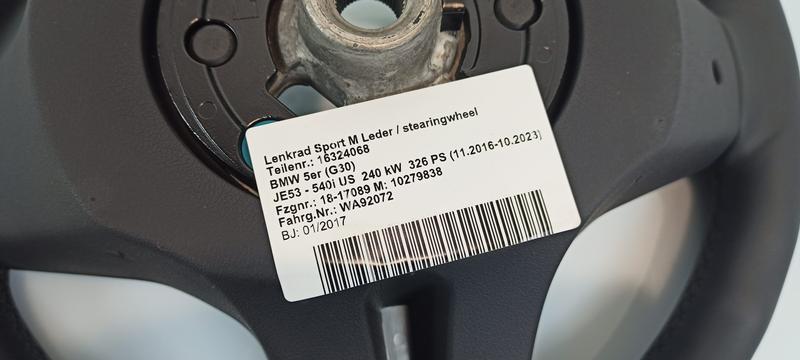 Lenkrad Sport M Leder / stearingwheel
Teilenr.: 16324068
BMW 5er (G30)
JE53 - 540i US 240 kW 326 PS (11.2016-10.2023)
Fzgnr.: 18-17089 M: 10279838
Fahrg.Nr.: WA92072
BJ: 01/2017